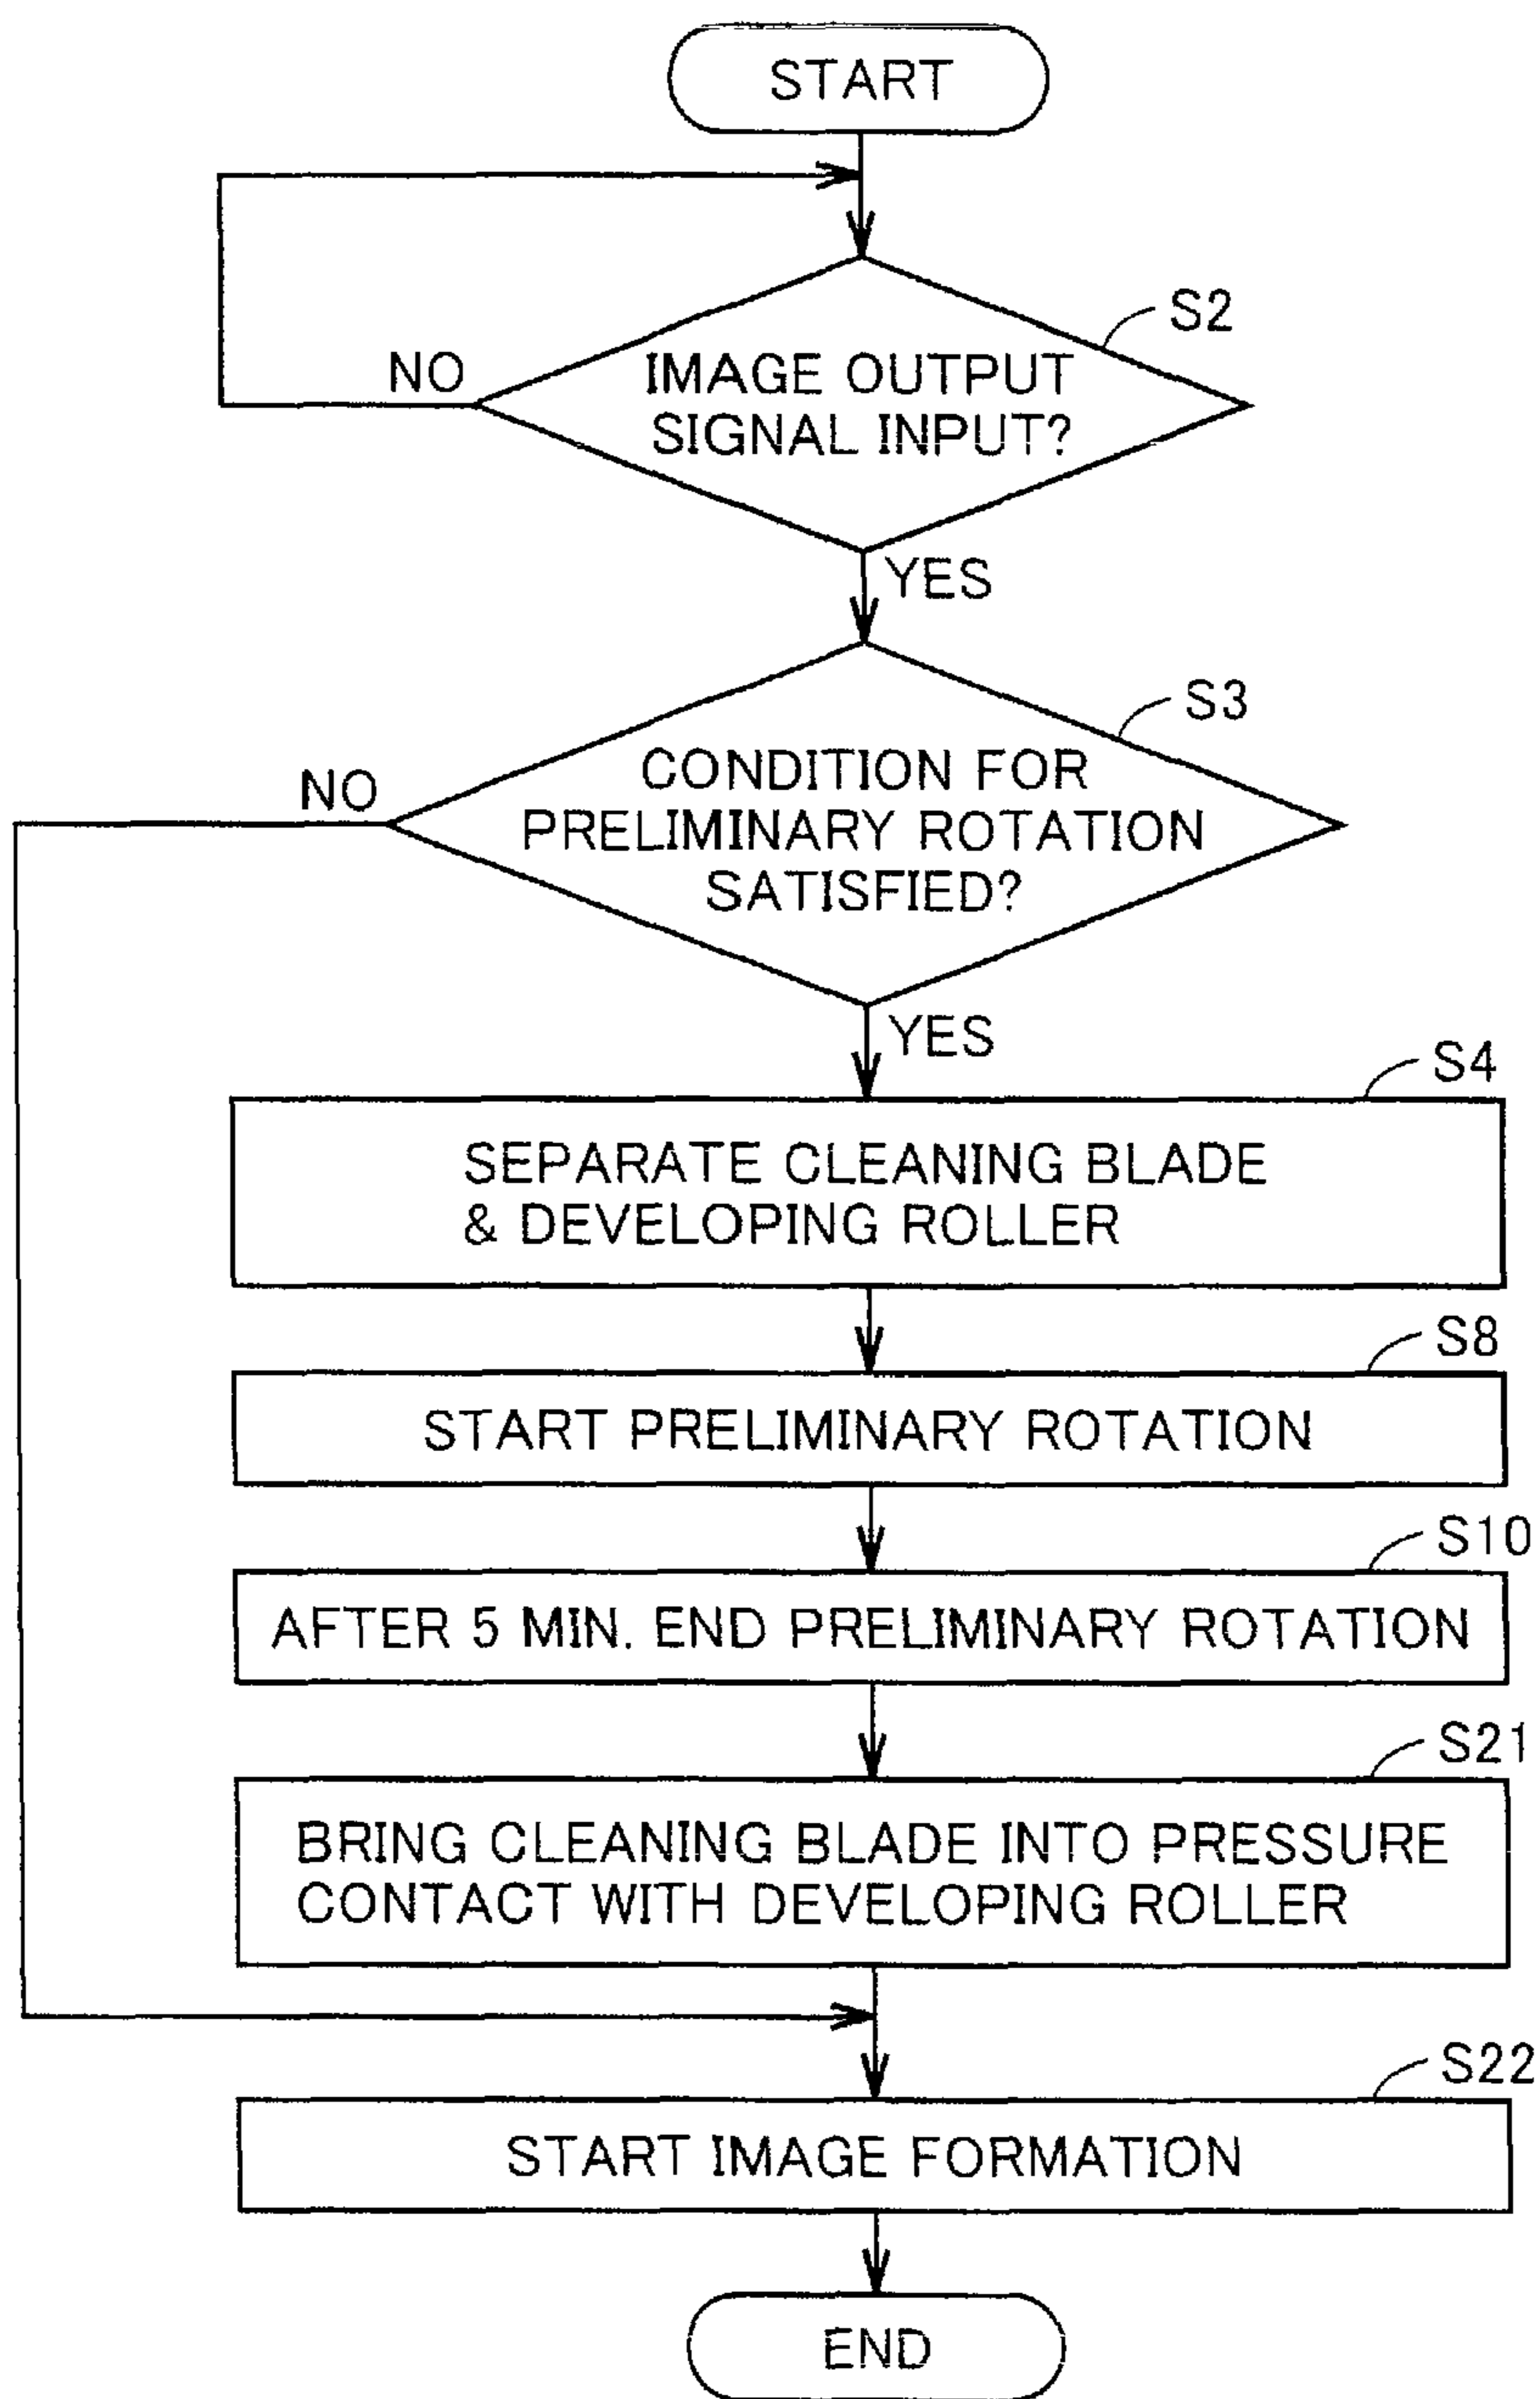 START
S2
NO
IMAGE OUTPUT
SIGNAL INPUT?
YES
S3
NO
CONDITION FOR
PRELIMINARY ROTATION
SATISFIED?
YES
S4
SEPARATE CLEANING BLADE
& DEVELOPING ROLLER
S8
START PRELIMINARY ROTATION
S10
AFTER 5 MIN. END PRELIMINARY ROTATION
S21
BRING CLEANING BLADE INTO PRESSURE
CONTACT WITH DEVELOPING ROLLER
S22
START IMAGE FORMATION
END